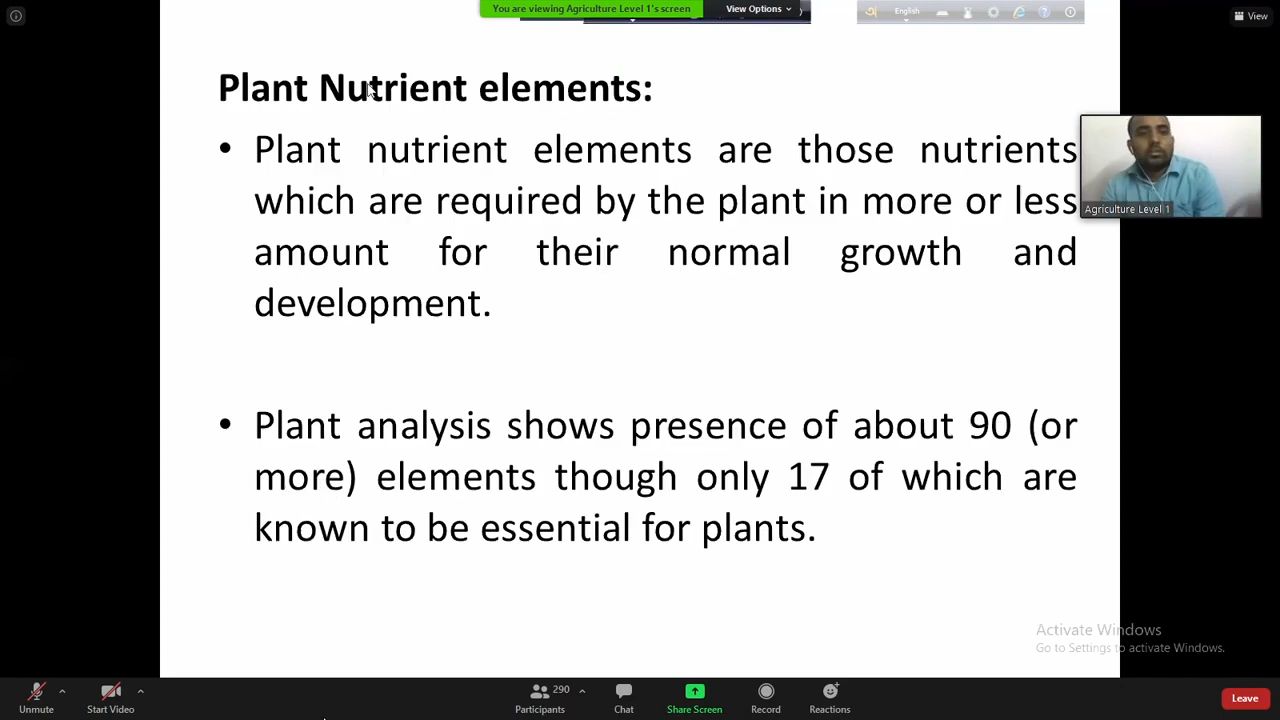 You are viewing Agriculture Level 1's screen
View Options
English
View
Plant Nutrient elements:
• Plant nutrient elements are those nutrients
which are required by the plant in more or less
amount for their normal growth and
development.
Agriculture Level 1
• Plant analysis shows presence of about 90 (or
more) elements though only 17 of which are
known to be essential for plants.
Activate Windows
Go to Settings to activate Windows.
Unmute
Start Video
290
Participants
Chat
Share Screen
Record
Reactions
Leave